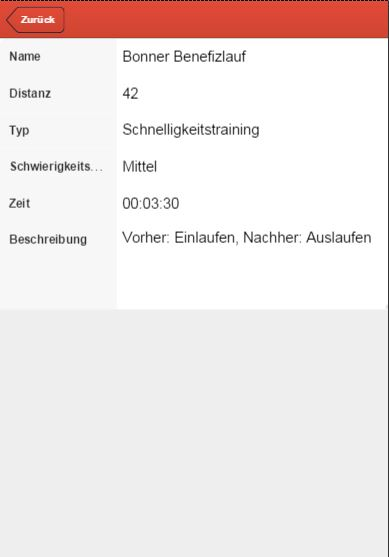 Zurück
Name Bonner Benefizlauf
Distanz 42
Typ Schnelligkeitstraining
Schwierigkeits... Mittel
Zeit 00:03:30
Beschreibung Vorher: Einlaufen, Nachher: Auslaufen